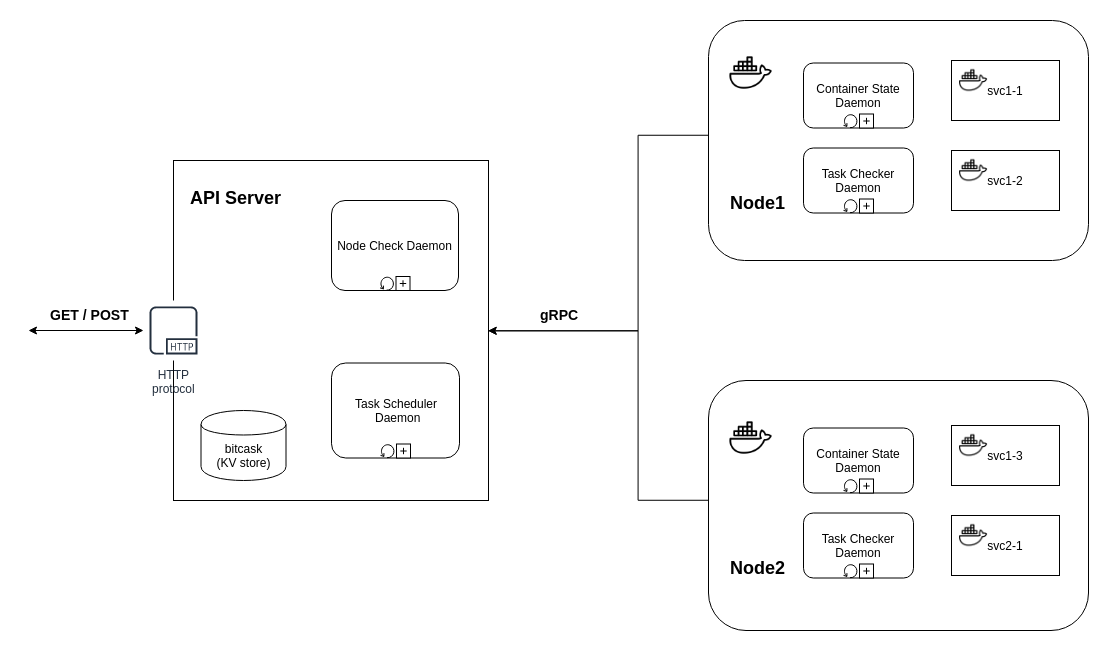 API Server
Node Check Daemon
GET / POST
HTTP
HTTP
protocol
Task Scheduler
Daemon
bitcask
(KV store)
gRPC
Container State
Daemon
Task Checker
Daemon
Node1
svc1-1
svc1-2
Container State
Daemon
Task Checker
Daemon
Node2
svc1-3
svc2-1